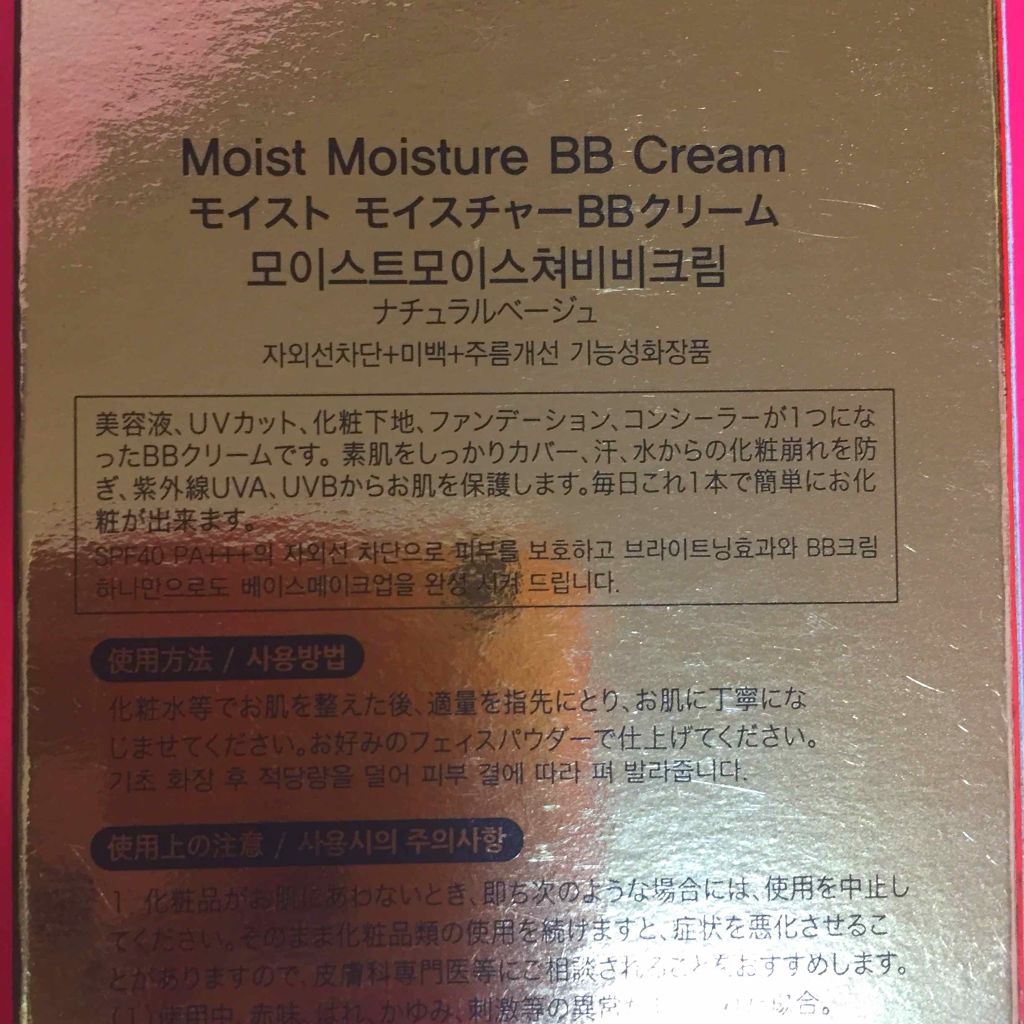 Moist Moisture BB Cream
モイスト モイスチャーBBクリーム
모이스트모이스쳐비비크림
ナチュラルベージュ
자외선차단+미백+주름개선 기능성화장품
美容液、UVカット、化粧下地、ファンデーション、コンシーラーが1つにな
ったBBクリームです。素肌をしっかりカバー、汗、水からの化粧崩れを防
ぎ、紫外線UVA、UVBからお肌を保護します。毎日これ1本で簡単にお化
粧が出来ます。
SPF40 PA+++의 자외선 차단으로 피부를 보호하고 브라이트닝효과와 BB크림
하나만으로도 베이스메이크업을 완성 시켜 드립니다.
使用方法 / 사용방법
化粧水等でお肌を整えた後、適量を指先にとり、お肌に丁寧にな
じませてください。お好みのフェイスパウダーで仕上げてください。
기초 화장 후 적당량을 덜어 피부 결에 따라 펴 발라줍니다.
使用上の注意 / 사용시의 주의사항
1 化粧品がお肌にあわないとき、即ち次のような場合には、使用を中止し
てください。そのまま化粧品類の使用を続けますと、症状を悪化させるこ
とがありますので、皮膚科専門医等にご相談されることをおすすめします。
(1)使用中、赤味、はれ、かゆみ、刺激等の異常 場合。